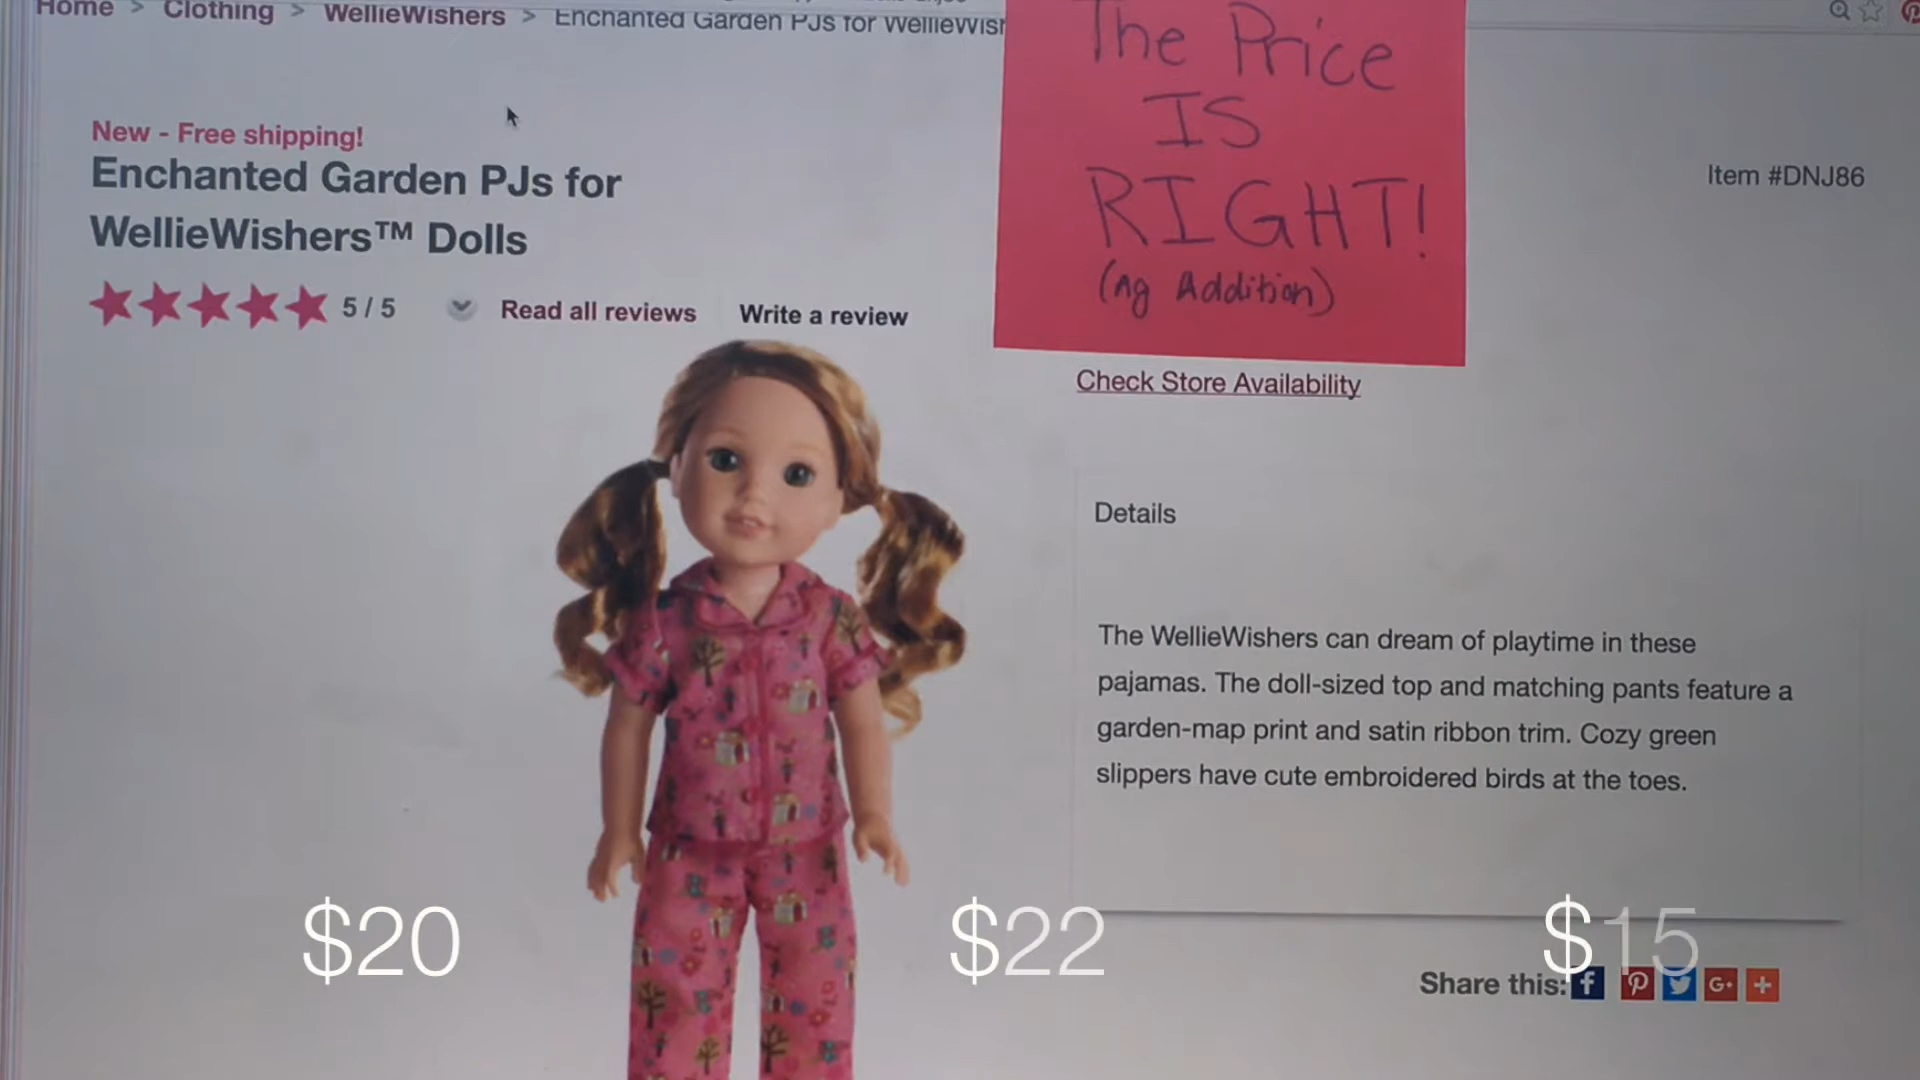 Home > Clothing > WellieWishers > Enchanted Garden PJs for WellieWish
The Price
IS
RIGHT!
(Ag Addition)
New - Free shipping!
Enchanted Garden PJs for
WellieWishers™ Dolls
Item #DNJ86
5 / 5 Read all reviews Write a review
Check Store Availability
Details
The WellieWishers can dream of playtime in these
pajamas. The doll-sized top and matching pants feature a
garden-map print and satin ribbon trim. Cozy green
slippers have cute embroidered birds at the toes.
$20 $22 $15
Share this: f G+ +